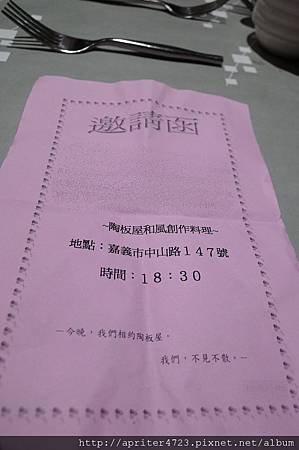 邀請函
~陶板屋和風創作料理~
地點：嘉義市中山路147號
時間：18：30
－今晚，我們相約陶板屋。
我們，不見不散。－
http://apriter4723.pixnet.net/album